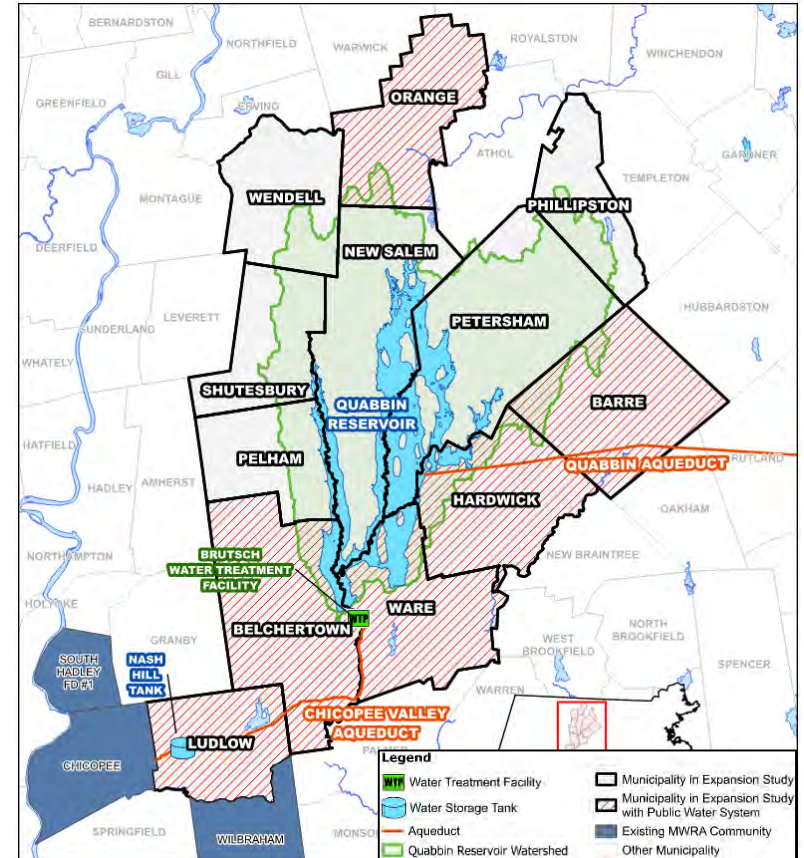 BERNARDSTON
NORTHFIELD
WARWICK
ROYALSTON
WINCHENDON
GILL
GREENFIELD
ERVING
ORANGE
ATHOL
GARDNER
TEMPLETON
MONTAGUE
WENDELL
PHILLIPSTON
DEERFIELD
NEW SALEM
HUBBARDSTON
LEVERETT
SUNDERLAND
PETERSHAM
WHATELY
SHUTESBURY
QUABBIN
RESERVOIR
BARRE
HATFIELD
PELHAM
QUABBIN AQUEDUCT
RUTLAND
HADLEY
AMHERST
HARDWICK
OAKHAM
NORTHAMPTON
BRUTSCH
WATER TREATMENT
FACILITY
NEW BRAINTREE
HOLYOKE
WTP
WARE
BELCHERTOWN
GRANBY
SOUTH
HADLEY
FD #1
NASH
HILL
TANK
WEST
BROOKFIELD
NORTH
BROOKFIELD
SPENCER
WARREN
CHICOPEE VALLEY
AQUEDUCT
LUDLOW
PALMER
CHICOPEE
SPRINGFIELD
WILBRAHAM
Legend
WTP Water Treatment Facility
Water Storage Tank
Aqueduct
Quabbin Reservoir Watershed
Municipality in Expansion Study
Municipality in Expansion Study
with Public Water System
Existing MWRA Community
Other Municipality